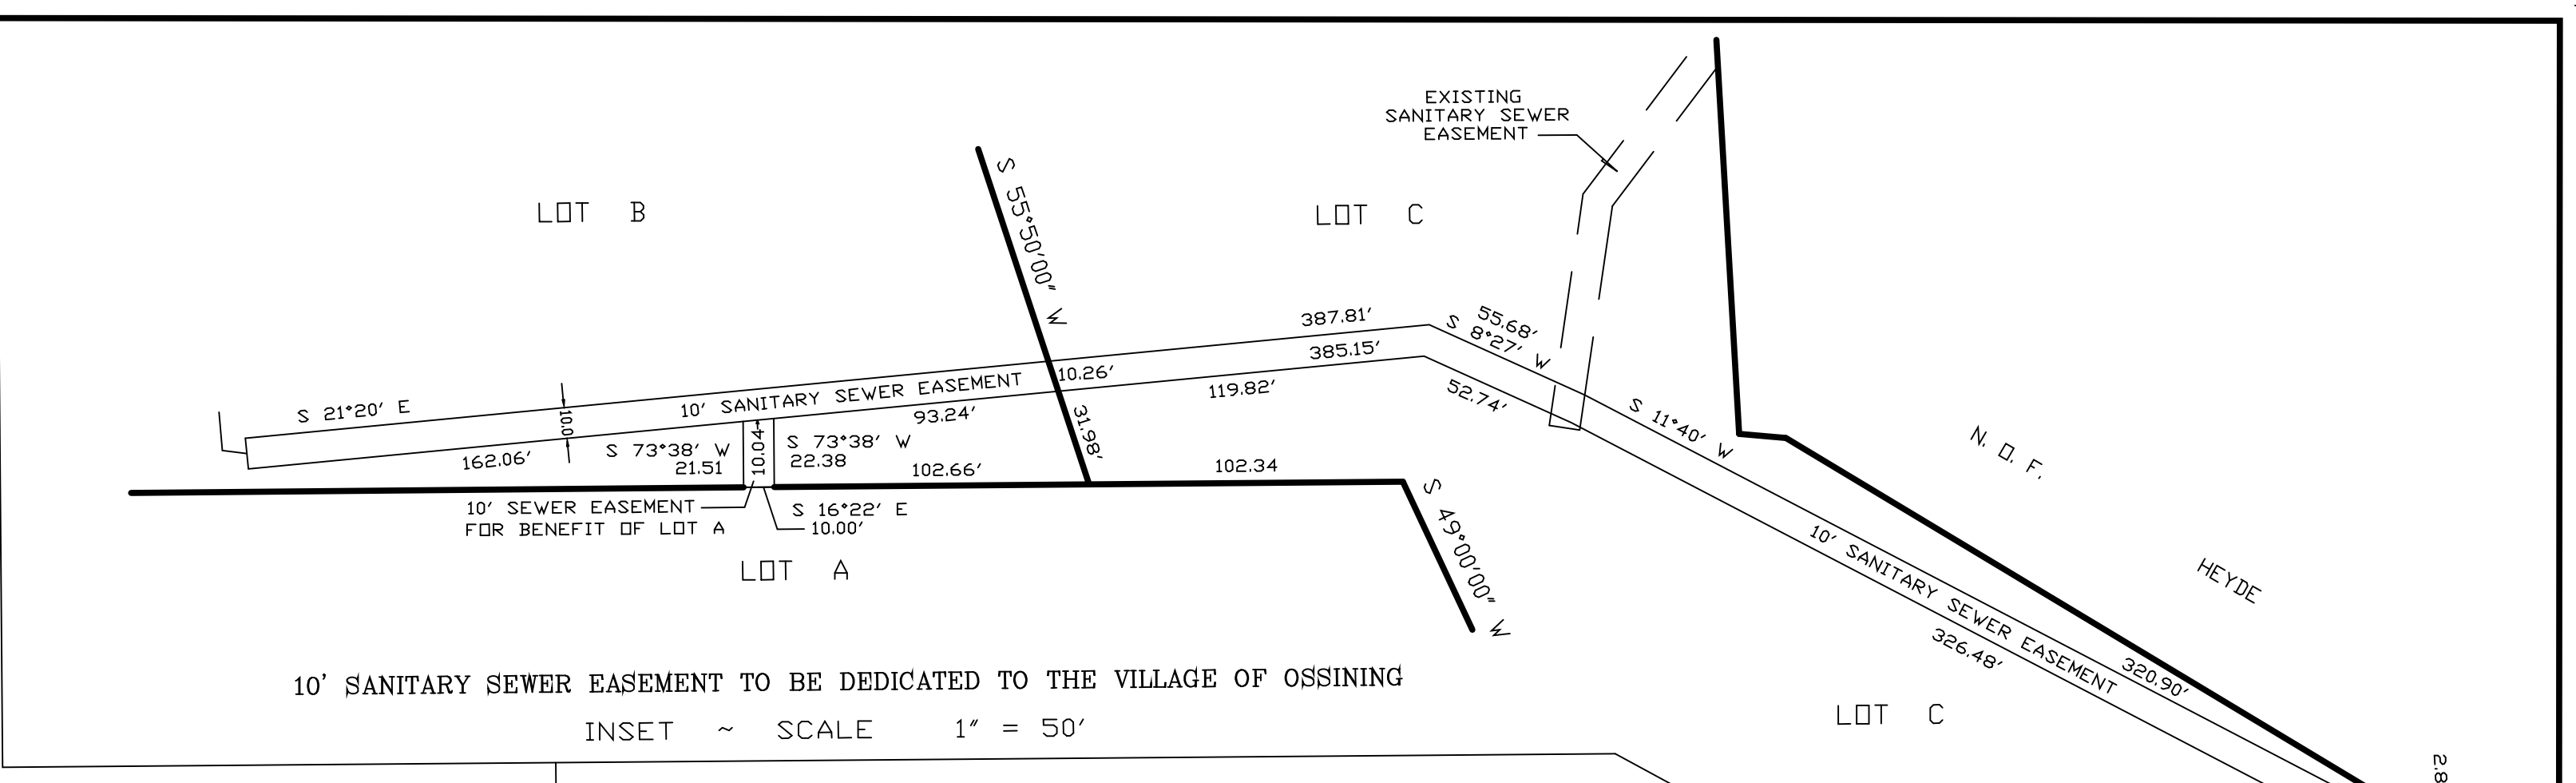 EXISTING
SANITARY SEWER
EASEMENT
LOT B
S 55°50'00" W
LOT C
387.81'
385.15'
55.68'
S 8°27' W
S 21°20' E
10.0
10' SANITARY SEWER EASEMENT
10.26'
119.82'
52.74'
93.24'
31.98'
162.06'
S 73°38' W
21.51
10.04
S 73°38' W
22.38
102.66'
102.34
S 11°40' W
N. O. F.
HEYDE
10' SEWER EASEMENT
FOR BENEFIT OF LOT A
S 16°22' E
10.00'
S 49°00'00" W
LOT A
10' SANITARY SEWER EASEMENT
326.48'
320.90'
10' SANITARY SEWER EASEMENT TO BE DEDICATED TO THE VILLAGE OF OSSINING
INSET ~ SCALE 1" = 50'
LOT C
2.8